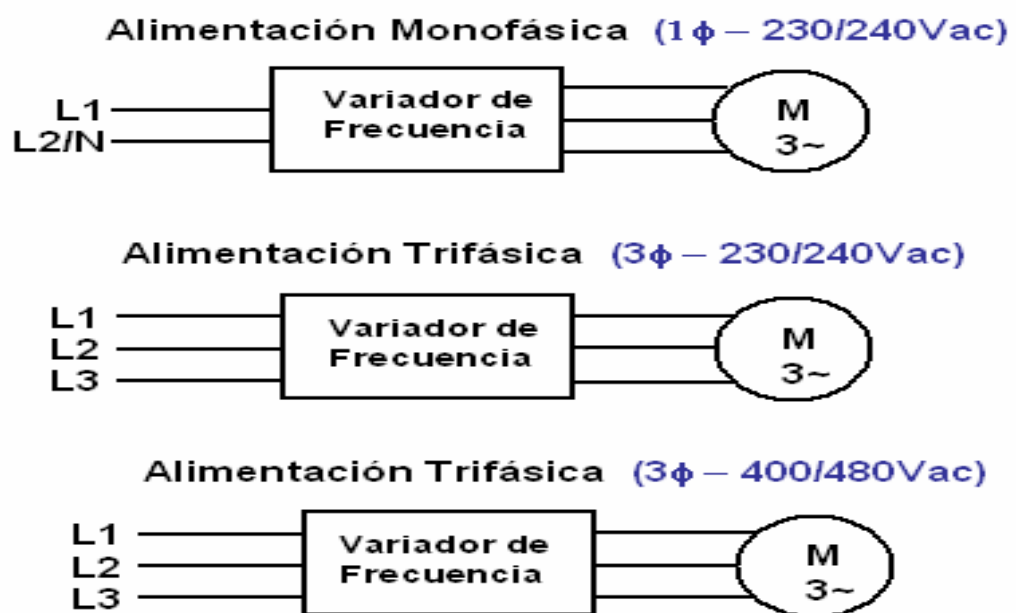 Alimentación Monofásica (1ϕ – 230/240Vac)
L1
L2/N
Variador de
Frecuencia
M
3~
Alimentación Trifásica (3ϕ – 230/240Vac)
L1
L2
L3
Variador de
Frecuencia
M
3~
Alimentación Trifásica (3ϕ – 400/480Vac)
L1
L2
L3
Variador de
Frecuencia
M
3~